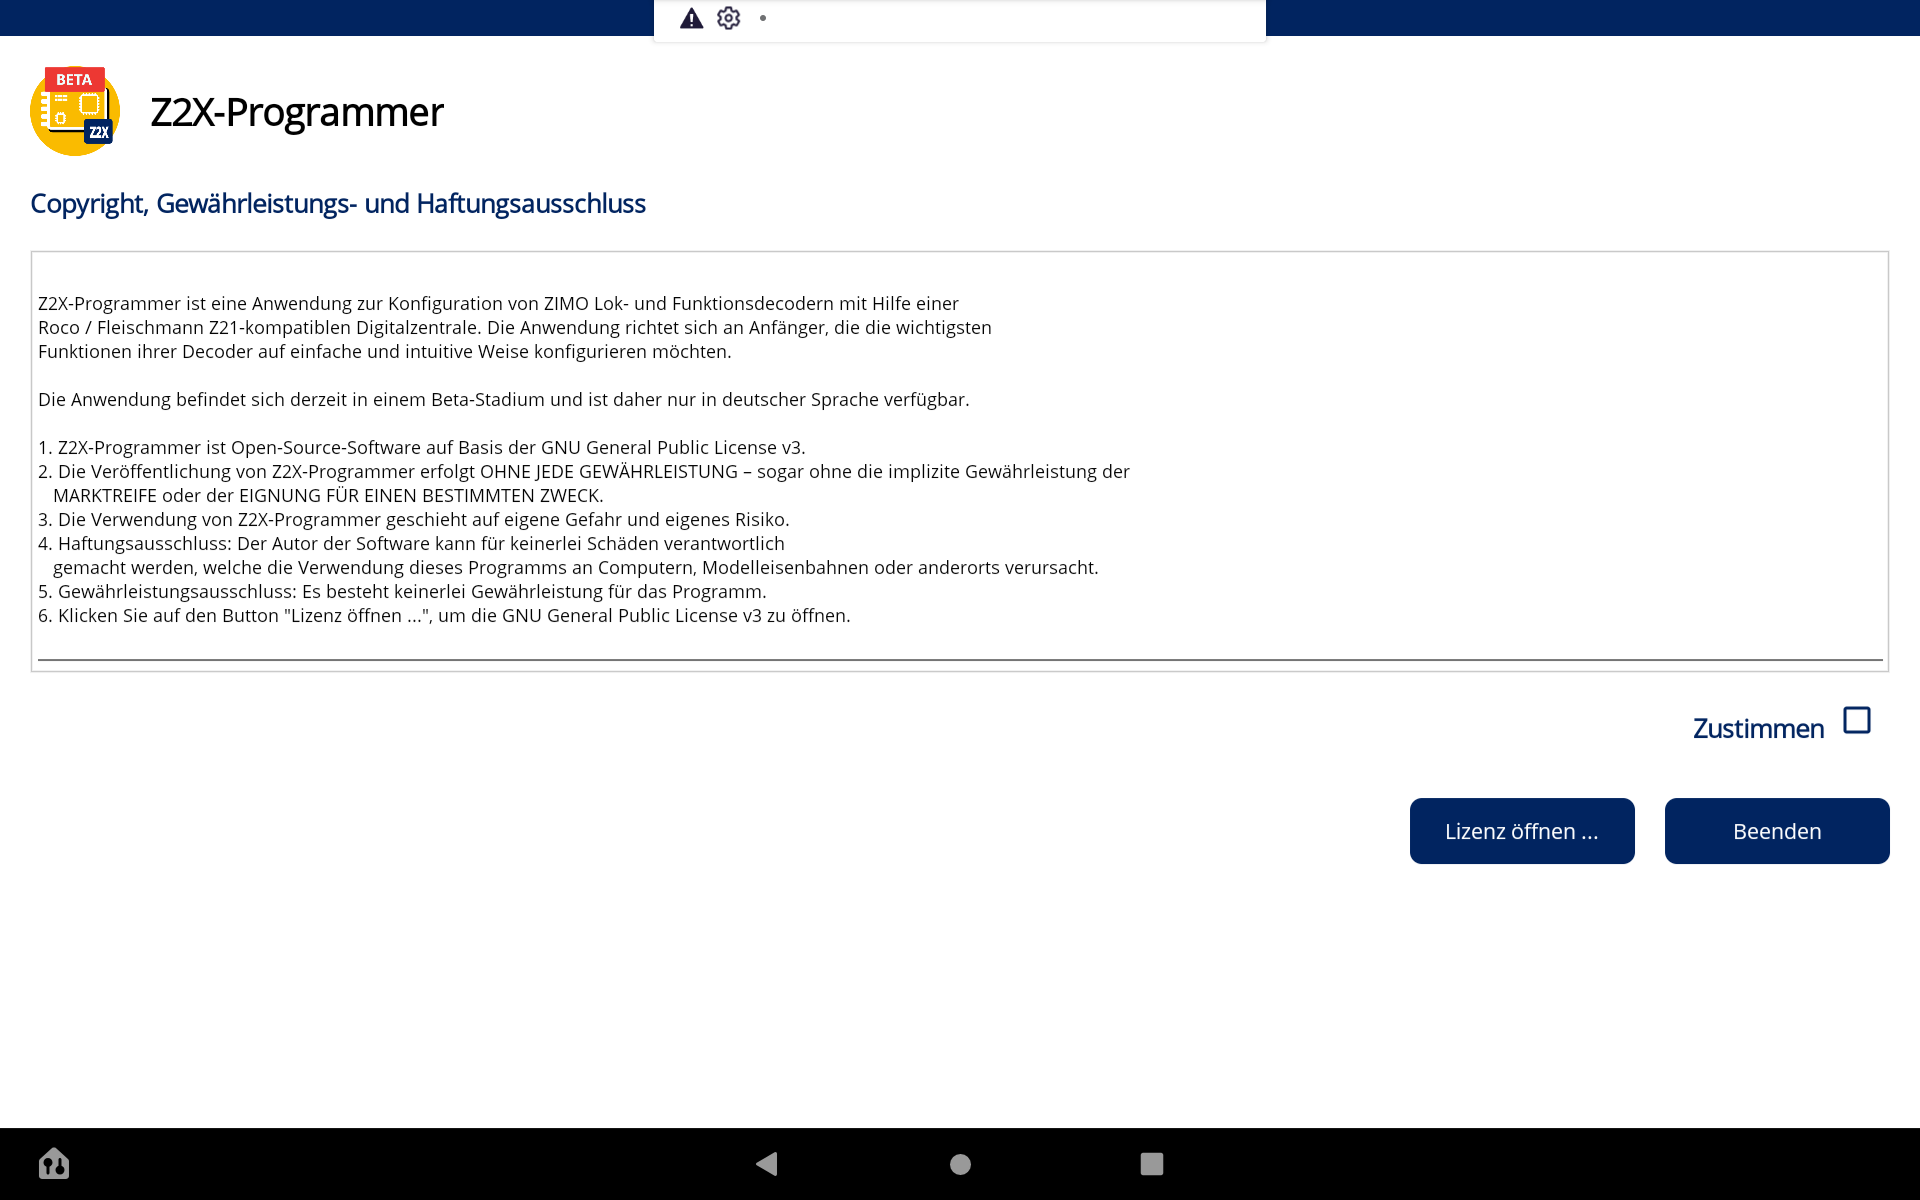 BETA
Z2X
Z2X-Programmer
Copyright, Gewährleistungs- und Haftungsausschluss
Z2X-Programmer ist eine Anwendung zur Konfiguration von ZIMO Lok- und Funktionsdecodern mit Hilfe einer
Roco / Fleischmann Z21-kompatiblen Digitalzentrale. Die Anwendung richtet sich an Anfänger, die die wichtigsten
Funktionen ihrer Decoder auf einfache und intuitive Weise konfigurieren möchten.
Die Anwendung befindet sich derzeit in einem Beta-Stadium und ist daher nur in deutscher Sprache verfügbar.
1. Z2X-Programmer ist Open-Source-Software auf Basis der GNU General Public License v3.
2. Die Veröffentlichung von Z2X-Programmer erfolgt OHNE JEDE GEWÄHRLEISTUNG – sogar ohne die implizite Gewährleistung der
MARKTREIFE oder der EIGNUNG FÜR EINEN BESTIMMTEN ZWECK.
3. Die Verwendung von Z2X-Programmer geschieht auf eigene Gefahr und eigenes Risiko.
4. Haftungsausschluss: Der Autor der Software kann für keinerlei Schäden verantwortlich
gemacht werden, welche die Verwendung dieses Programms an Computern, Modelleisenbahnen oder anderorts verursacht.
5. Gewährleistungsausschluss: Es besteht keinerlei Gewährleistung für das Programm.
6. Klicken Sie auf den Button "Lizenz öffnen ...", um die GNU General Public License v3 zu öffnen.
Zustimmen
Lizenz öffnen ...
Beenden